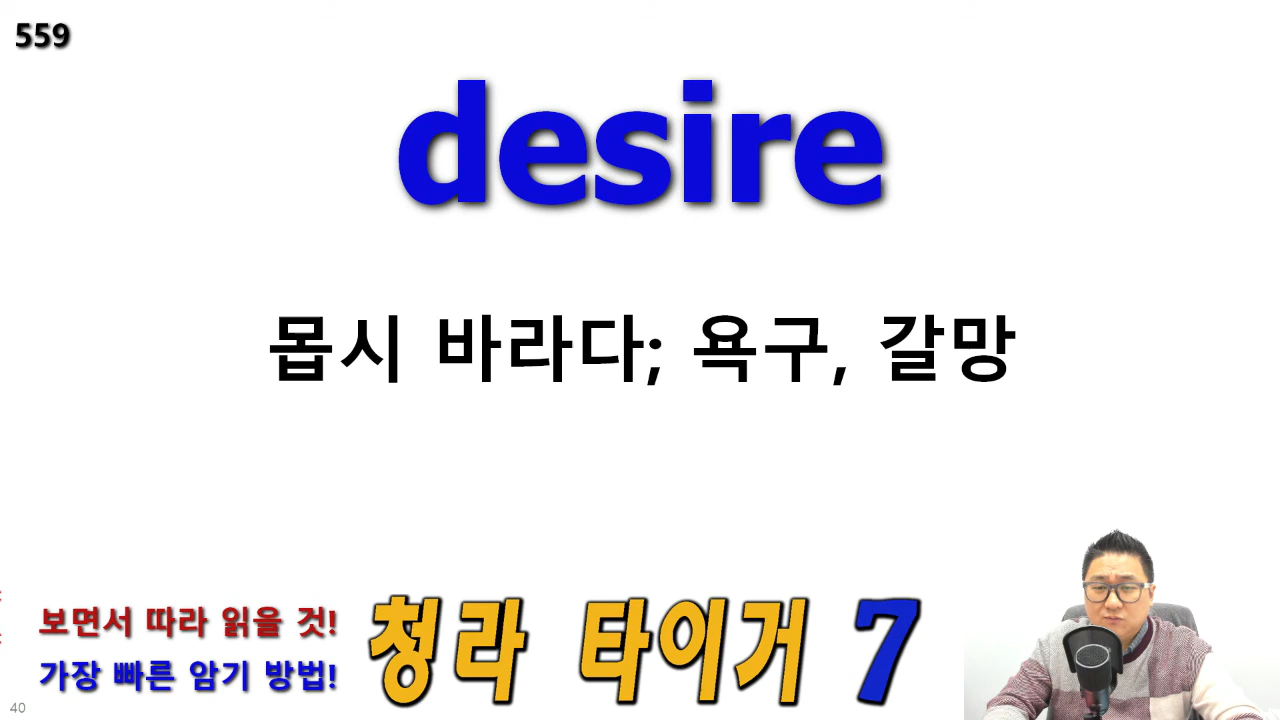 559
desire
몹시 바라다; 욕구, 갈망
보면서 따라 읽을 것!
가장 빠른 암기 방법!
청라 타이거 7
40